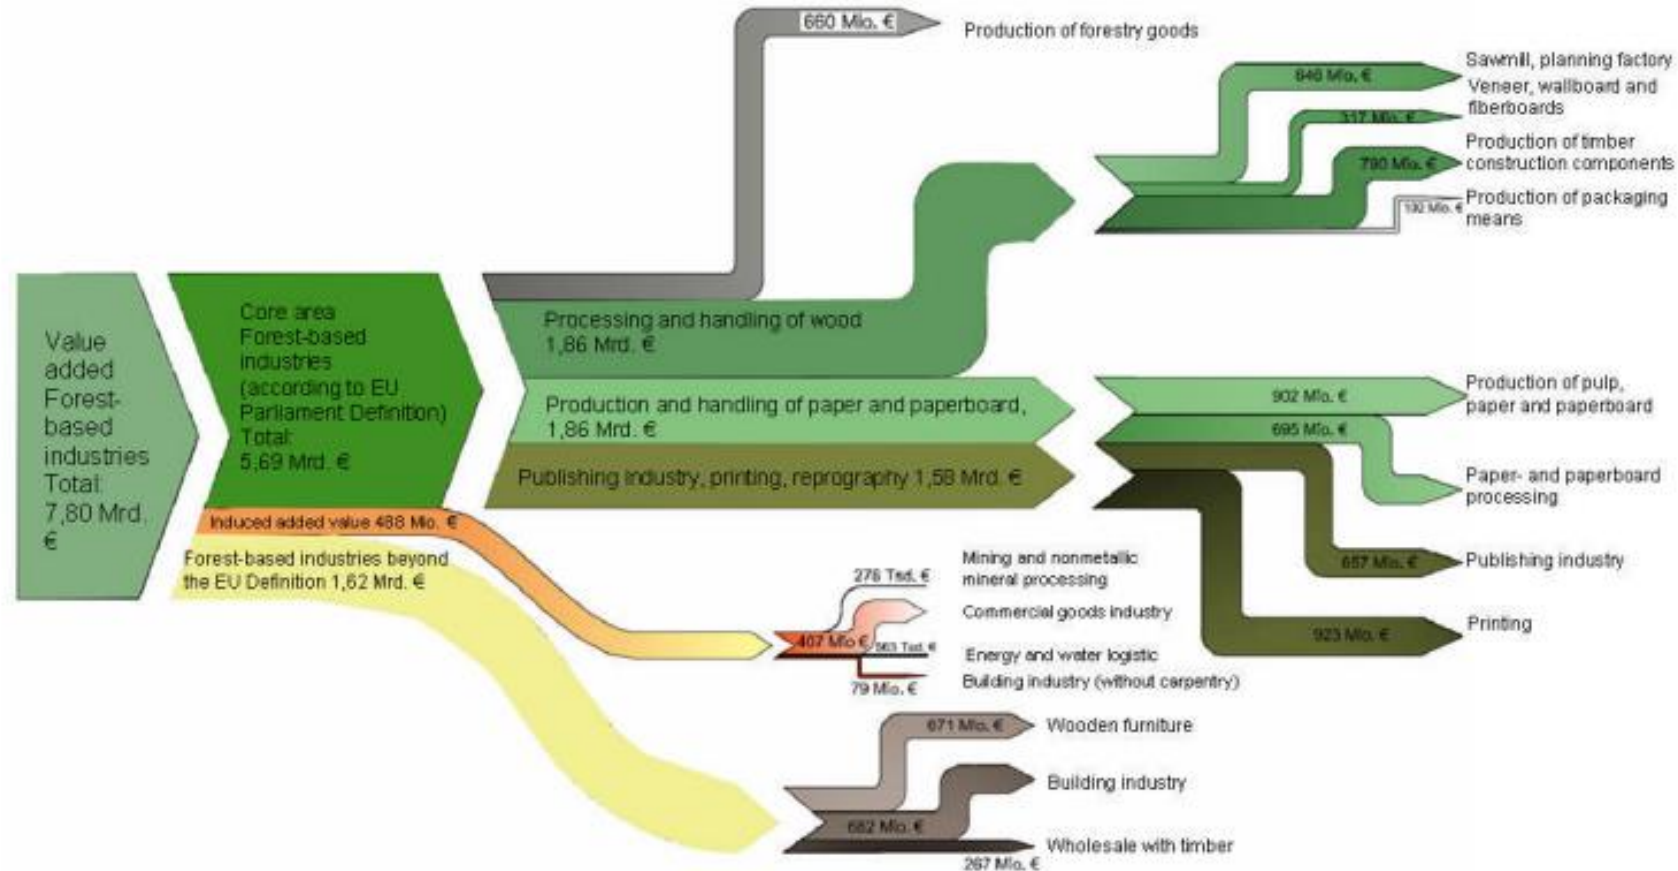 660 Mio. €
Production of forestry goods
Sawmill, planning factory
646 Mio. €
Veneer, wallboard and
fiberboards
317 Mio. €
Production of timber
construction components
790 Mio. €
Production of packaging
means
Mio. €
Value
added
Forest-
based
industries
Total:
7,80 Mrd.
€
Core area
Forest-based
industries
(according to EU
Parliament Definition)
Total:
5,69 Mrd. €
Processing and handling of wood
1,86 Mrd. €
Production and handling of paper and paperboard,
1,86 Mrd. €
Publishing industry, printing, reprography 1,58 Mrd. €
902 Mio. €
Production of pulp,
paper and paperboard
695 Mio. €
Paper- and paperboard
processing
657 Mio. €
Publishing industry
923 Mio. €
Printing
Induced added value 488 Mio. €
Forest-based industries beyond
the EU Definition 1,62 Mrd. €
Mining and nonmetallic
mineral processing
Tsd. €
Commercial goods industry
407 Mio €
563 Tsd. €
Energy and water logistic
Building industry (without carpentry)
79 Mio. €
671 Mio. €
Wooden furniture
Building industry
682 Mio. €
Wholesale with timber
267 Mio. €